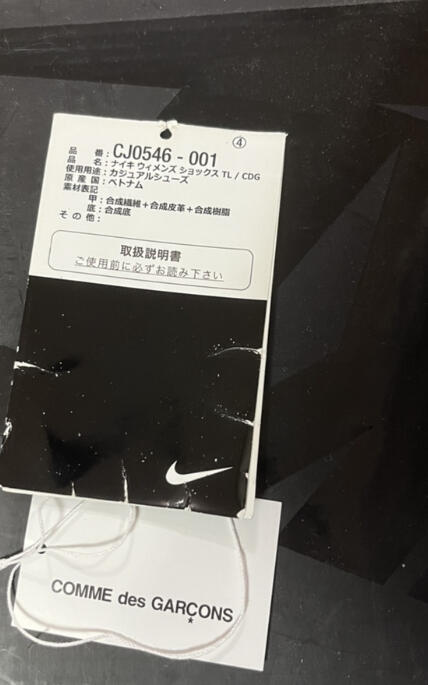 ④
品番:CJ0546-001
品名:ナイキ ウィメンズ ショックス TL / CDG
使用用途:カジュアルシューズ
原産国:ベトナム
素材表記
甲:合成繊維+合成皮革+合成樹脂
底:合成底
その他:
取扱説明書
ご使用前に必ずお読み下さい
COMME des GARÇONS